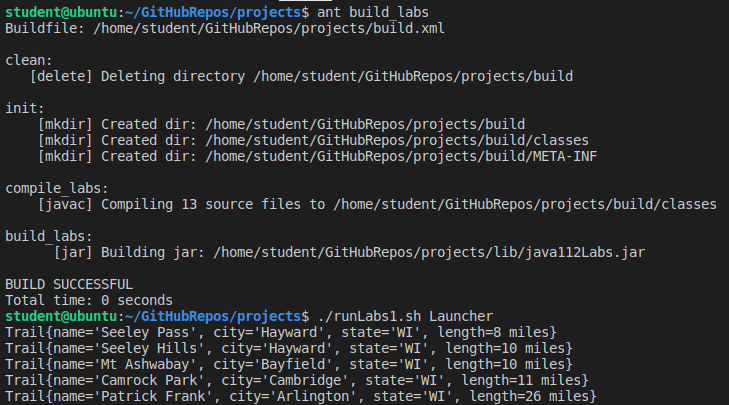 student@ubuntu:~/GitHubRepos/projects$ ant build_labs
Buildfile: /home/student/GitHubRepos/projects/build.xml
clean:
[delete] Deleting directory /home/student/GitHubRepos/projects/build
init:
[mkdir] Created dir: /home/student/GitHubRepos/projects/build
[mkdir] Created dir: /home/student/GitHubRepos/projects/build/classes
[mkdir] Created dir: /home/student/GitHubRepos/projects/build/META-INF
compile_labs:
[javac] Compiling 13 source files to /home/student/GitHubRepos/projects/build/classes
build_labs:
[jar] Building jar: /home/student/GitHubRepos/projects/lib/java112Labs.jar
BUILD SUCCESSFUL
Total time: 0 seconds
student@ubuntu:~/GitHubRepos/projects$ ./runLabs1.sh Launcher
Trail{name='Seeley Pass', city='Hayward', state='WI', length=8 miles}
Trail{name='Seeley Hills', city='Hayward', state='WI', length=10 miles}
Trail{name='Mt Ashwabay', city='Bayfield', state='WI', length=10 miles}
Trail{name='Camrock Park', city='Cambridge', state='WI', length=11 miles}
Trail{name='Patrick Frank', city='Arlington', state='WI', length=26 miles}